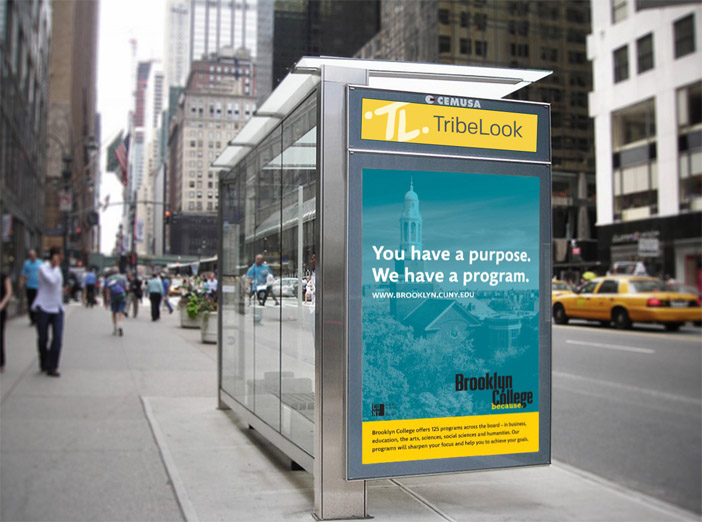 CEMUSA
TL
TribeLook
You have a purpose.
We have a program.
WWW.BROOKLYN.CUNY.EDU
Brooklyn
College
because.
Brooklyn College offers 125 programs across the board – in business,
education, the arts, sciences, social sciences and humanities. Our
programs will sharpen your focus and help you to achieve your goals.